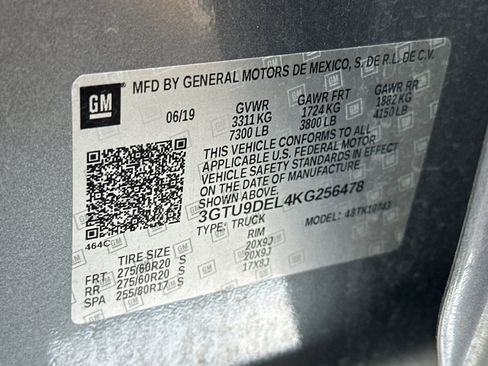 GM
MFD BY GENERAL MOTORS DE MEXICO, S. DE R.L. DE C.V.
06/19 GVWR GAWR FRT GAWR RR
3311 KG 1724 KG 1882 KG
7300 LB 3800 LB 4150 LB
THIS VEHICLE CONFORMS TO ALL
APPLICABLE U.S. FEDERAL MOTOR
VEHICLE SAFETY STANDARDS IN EFFECT
ON THE DATE OF MANUFACTURE
SHOWN ABOVE.
3GTU9DEL4KG256478
TYPE: TRUCK MODEL: 4STK10743
464C
TIRE SIZE RIM
FRT 275/60R20 S 20X9J
RR 275/60R20 S 20X9J
SPA 255/80R17 S 17X8J